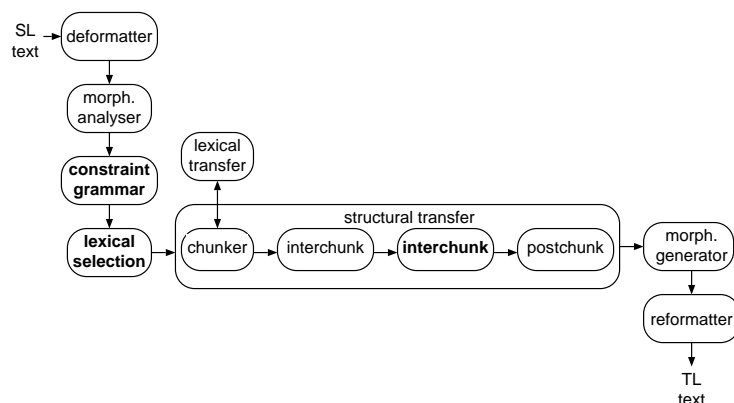 SL
text
deformatter
morph.
analyser
constraint
grammar
lexical
selection
lexical
transfer
structural transfer
chunker
interchunk
interchunk
postchunk
morph.
generator
reformatter
TL
text